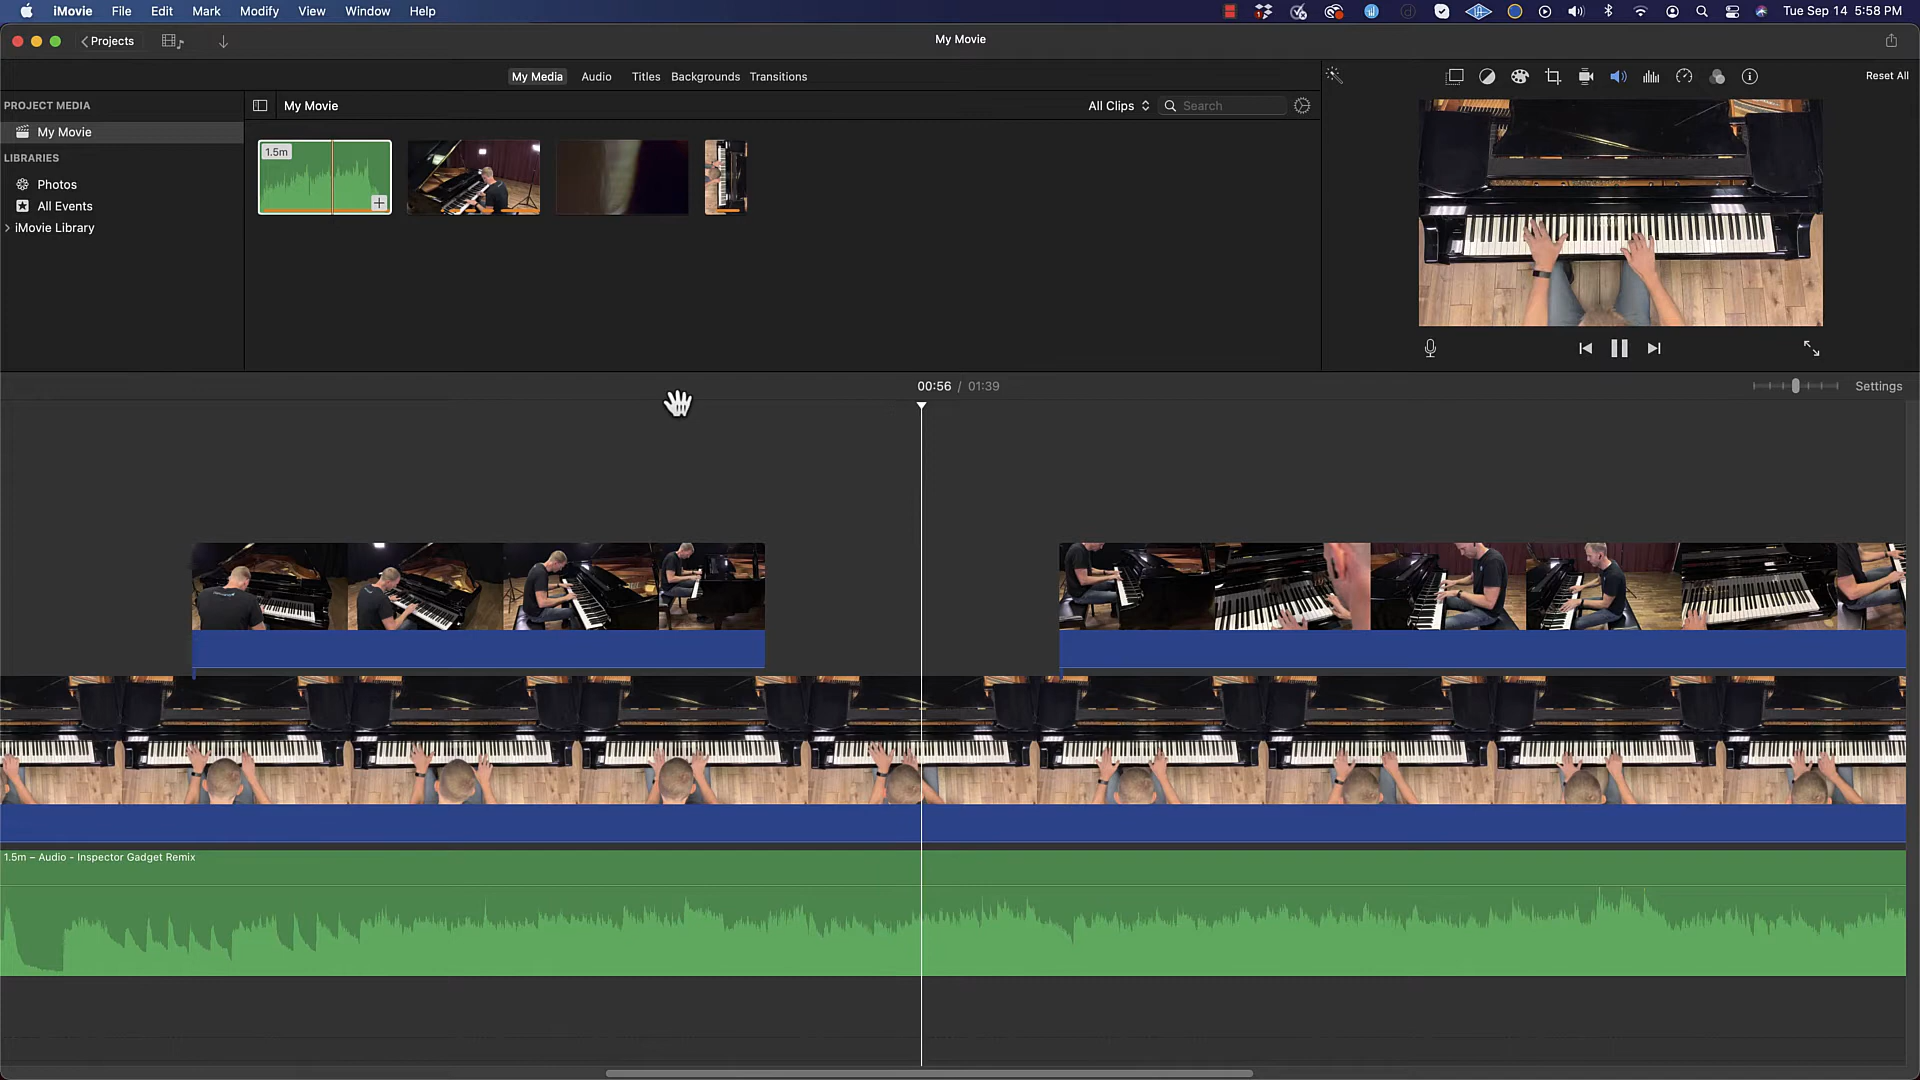 iMovie File Edit Mark Modify View Window Help Tue Sep 14 5:58 PM
Projects My Movie
My Media Audio Titles Backgrounds Transitions Reset All
PROJECT MEDIA My Movie All Clips Search
My Movie
LIBRARIES
Photos
All Events
iMovie Library
1.5m
00:56 / 01:39 Settings
1.5m – Audio - Inspector Gadget Remix